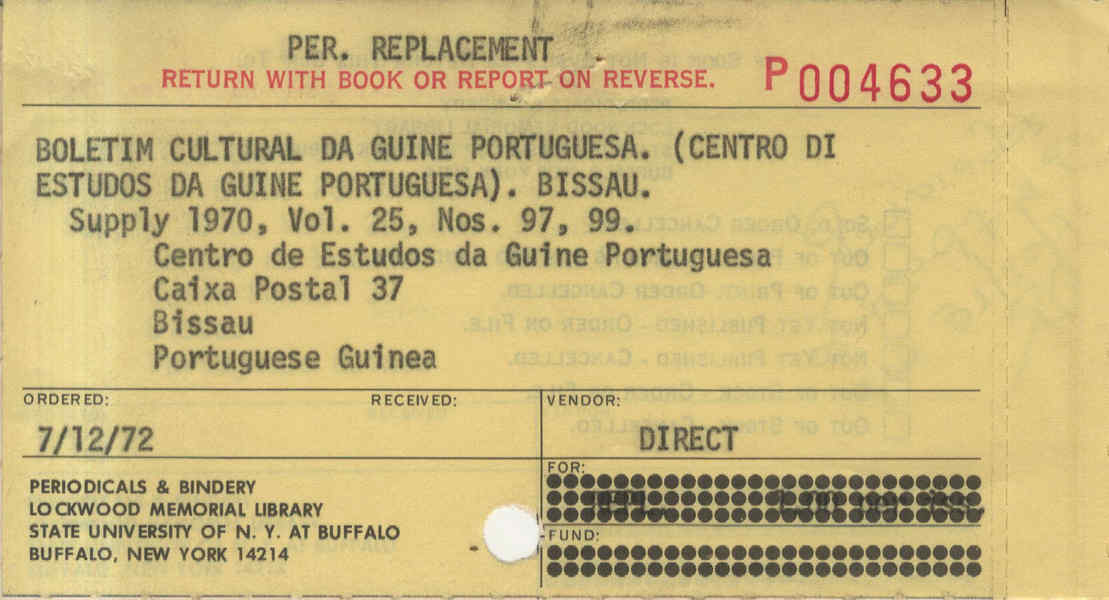 PER. REPLACEMENT
RETURN WITH BOOK OR REPORT ON REVERSE.
P004633
BOLETIM CULTURAL DA GUINE PORTUGUESA. (CENTRO DI
ESTUDOS DA GUINE PORTUGUESA). BISSAU.
Supply 1970, Vol. 25, Nos. 97, 99.
Centro de Estudos da Guine Portuguesa
Caixa Postal 37
Bissau
Portuguese Guinea
ORDERED: RECEIVED: VENDOR:
7/12/72 DIRECT
FOR:
PERIODICALS & BINDERY
LOCKWOOD MEMORIAL LIBRARY
STATE UNIVERSITY OF N. Y. AT BUFFALO
BUFFALO, NEW YORK 14214
FUND: